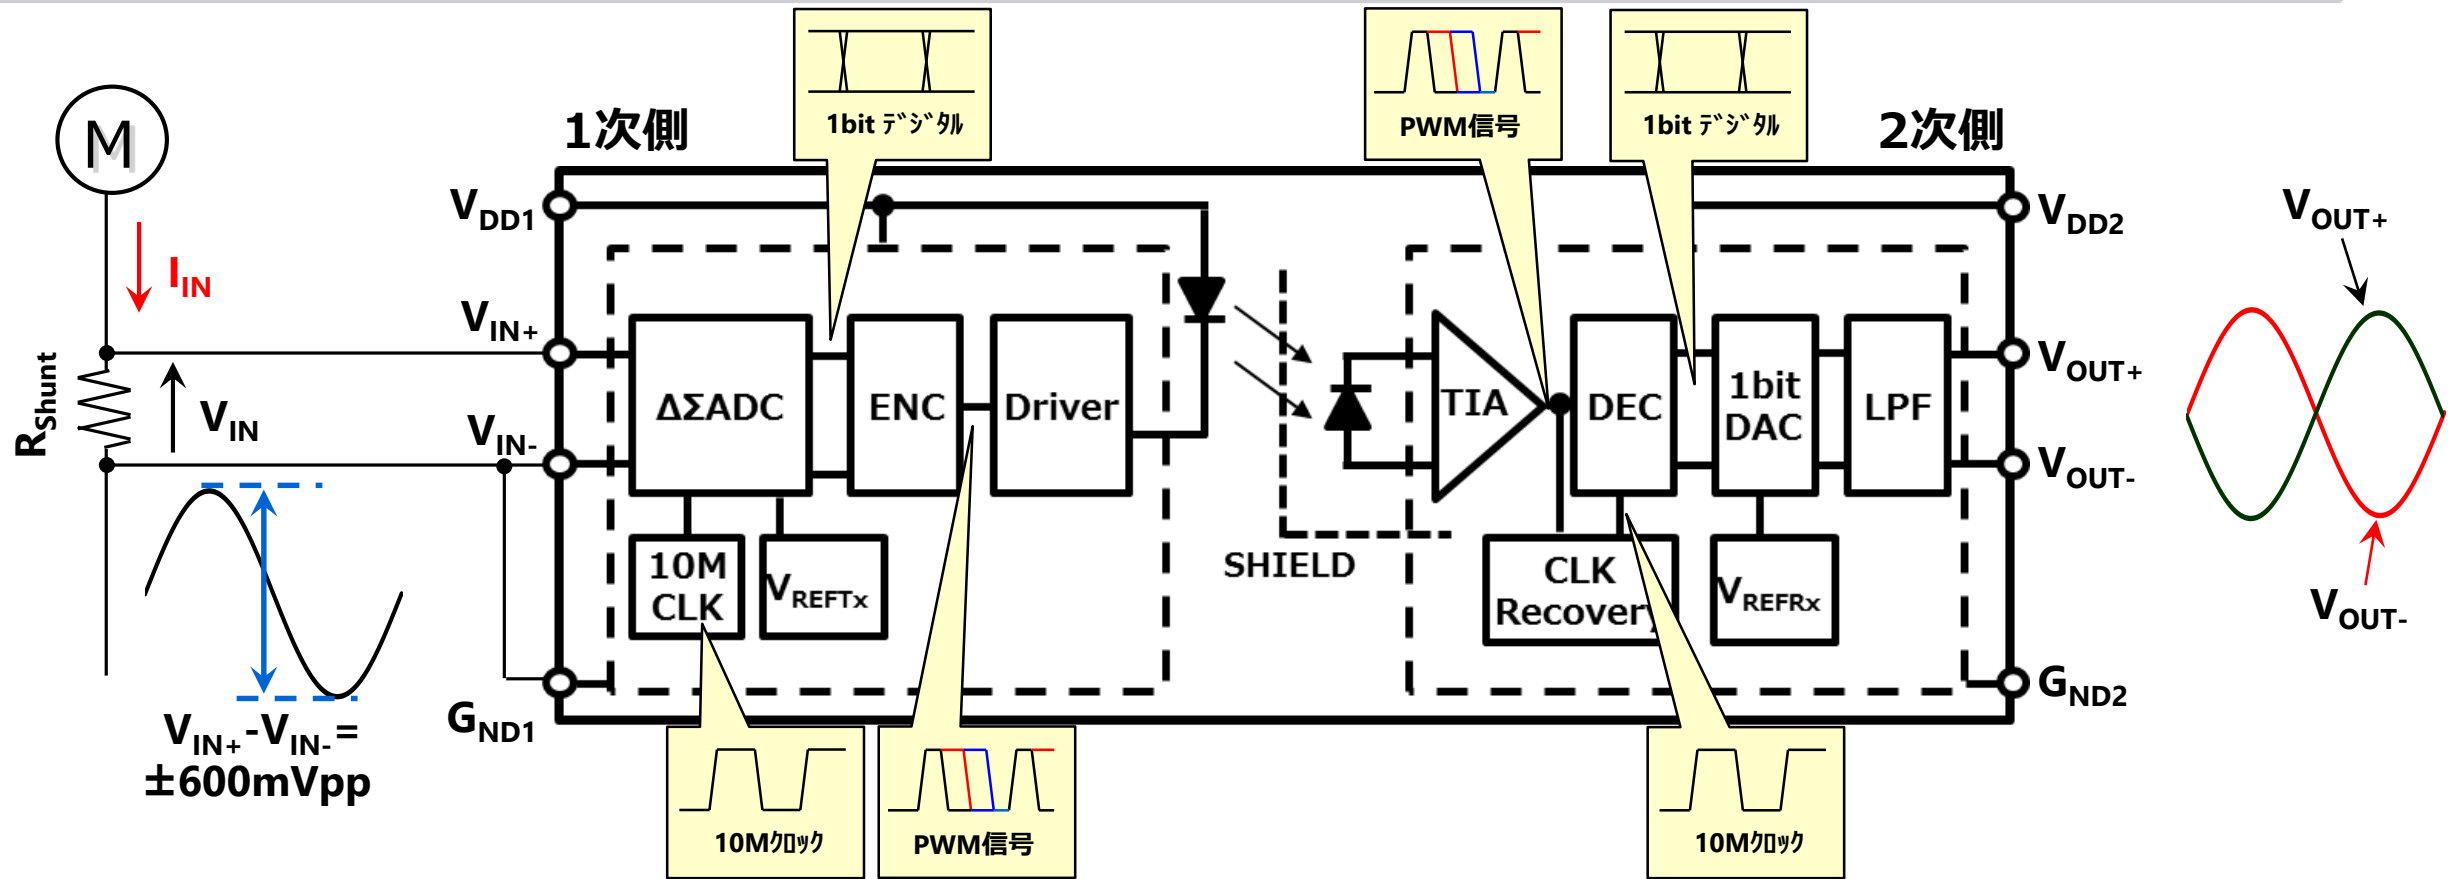 1bit ﾃﾞｼﾞﾀﾙ
PWM信号
1bit ﾃﾞｼﾞﾀﾙ
M
1次側
2次側
VDD1
VDD2
VOUT+
IIN
VIN+
VOUT+
RShunt
VIN
ΔΣADC
ENC
Driver
TIA
DEC
1bit
DAC
LPF
VIN-
VOUT-
10M
CLK
VREFTx
SHIELD
CLK
Recovery
VREFRx
VOUT-
GND1
GND2
VIN+-VIN-=
±600mVpp
10Mｸﾛｯｸ
PWM信号
10Mｸﾛｯｸ